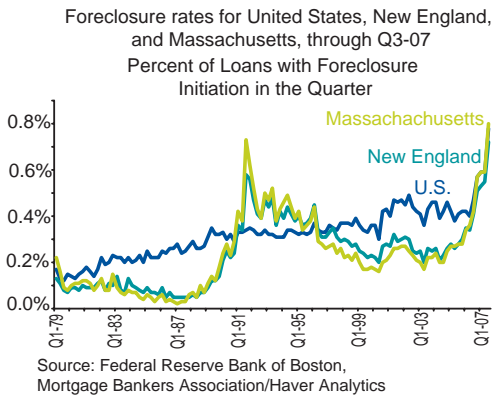 Foreclosure rates for United States, New England,
and Massachusetts, through Q3-07
Percent of Loans with Foreclosure
Initiation in the Quarter
0.8%
Massachachusetts
0.6%
New England
U.S.
0.4%
0.2%
0.0%
Q1-79
Q1-83
Q1-87
Q1-91
Q1-95
Q1-99
Q1-03
Q1-07
Source: Federal Reserve Bank of Boston,
Mortgage Bankers Association/Haver Analytics